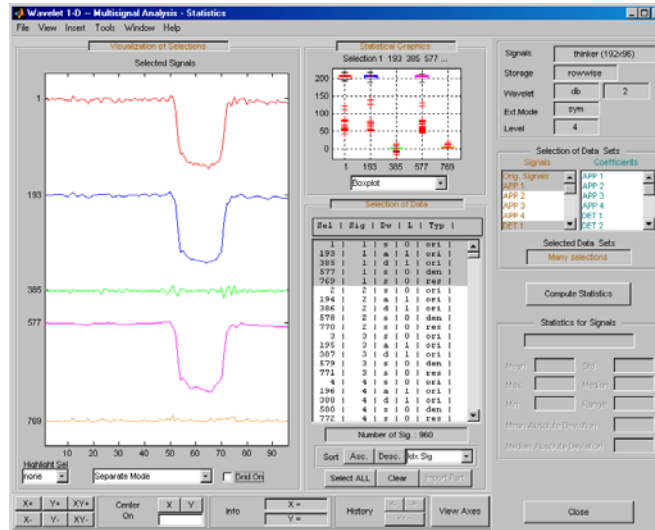 Wavelet 1-D -- Multisignal Analysis - Statistics
File View Insert Tools Window Help
Visualization of Selections
Selected Signals
1
193
385
577
769
10 20 30 40 50 60 70 80 90
Highlight Sel
none
Separate Mode
Grid On
Statistical Graphics
Selection 1 193 385 577 ...
200
150
100
50
0
1 193 385 577 769
Boxplot
Selection of Data
Sel | Sig | Dw | L | Typ |
1 | 1 | s | 0 | ori |
193 | 1 | a | 1 | ori |
385 | 1 | d | 1 | ori |
577 | 1 | s | 0 | den |
769 | 1 | s | 0 | res |
2 | 2 | s | 0 | ori |
194 | 2 | a | 1 | ori |
386 | 2 | d | 1 | ori |
578 | 2 | s | 0 | den |
770 | 2 | s | 0 | res |
3 | 3 | s | 0 | ori |
195 | 3 | a | 1 | ori |
387 | 3 | d | 1 | ori |
579 | 3 | s | 0 | den |
771 | 3 | s | 0 | res |
4 | 4 | s | 0 | ori |
196 | 4 | a | 1 | ori |
388 | 4 | d | 1 | ori |
580 | 4 | s | 0 | den |
772 | 4 | s | 0 | res |
Number of Sig. : 960
Sort Asc. Desc. Idx Sig
Select ALL Clear Import Part
Signals thinker (192x96)
Storage rowwise
Wavelet db 2
Ext.Mode sym
Level 4
Selection of Data Sets
Signals Coefficients
Orig. Signals APP 1
APP 1 APP 2
APP 2 APP 3
APP 3 APP 4
APP 4 DET 1
DET 1 DET 2
Selected Data Sets
Many selections
Compute Statistics
Statistics for Signals
Mean Std
Max. Median
Min. Range
Mean Absolute Deviation
Median Absolute Deviation
X+ Y+ XY+
X- Y- XY-
Center On X Y
Info X =
Y =
History
View Axes
Close